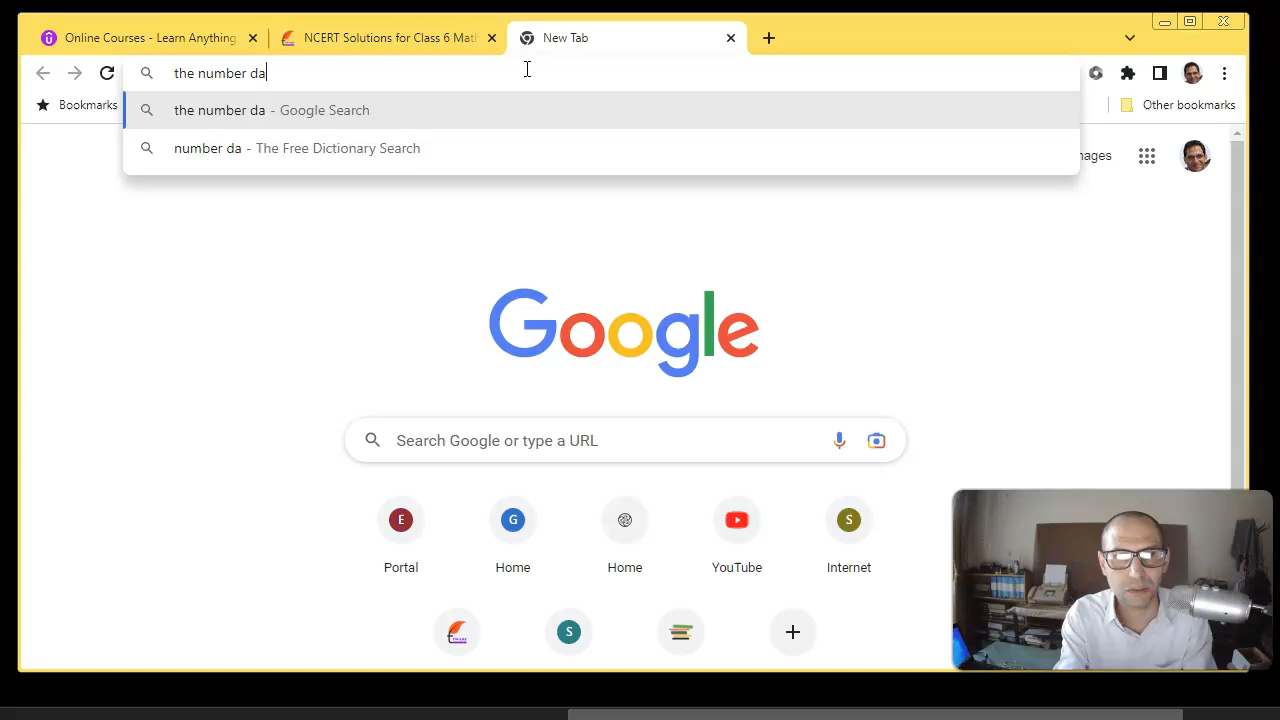 Online Courses - Learn Anything
NCERT Solutions for Class 6 Mat
New Tab
the number da
Bookmarks
Other bookmarks
the number da - Google Search
number da - The Free Dictionary Search
ages
Google
Search Google or type a URL
E
G
S
Portal
Home
Home
YouTube
Internet
S